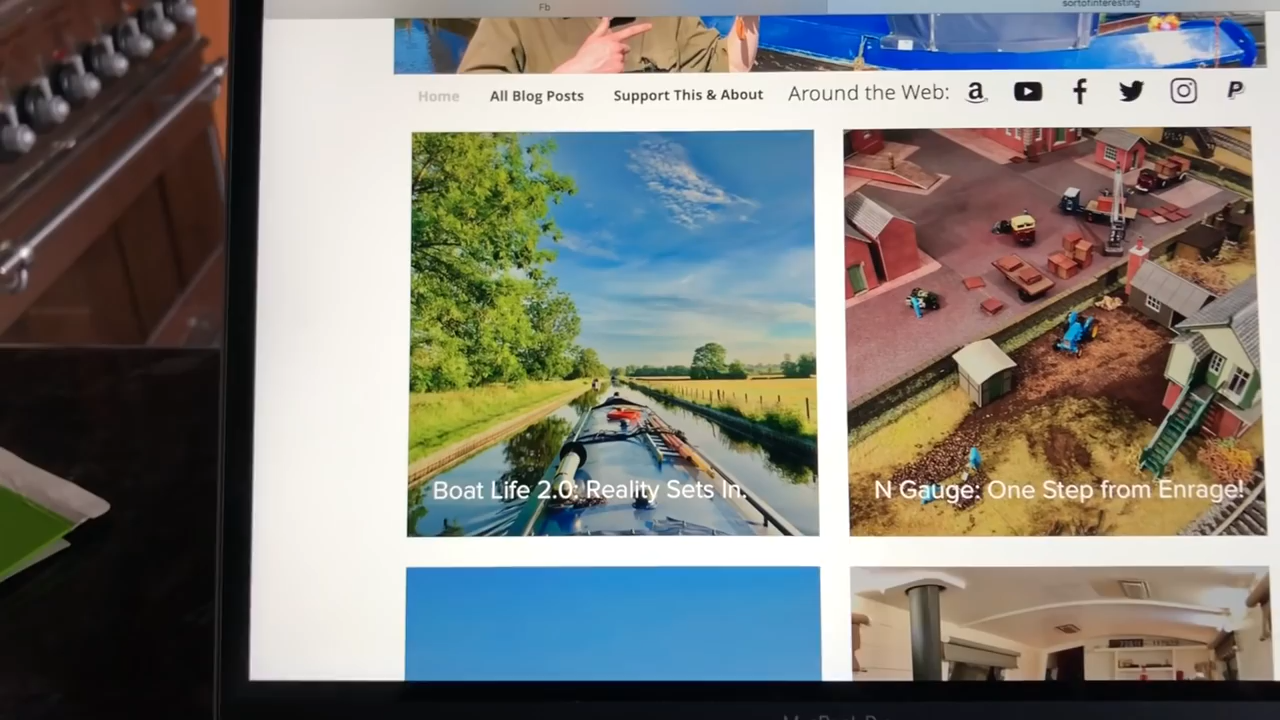 Fb
sortofinteresting
Home All Blog Posts Support This & About Around the Web:
Boat Life 2.0: Reality Sets In.
N Gauge: One Step from Enrage!